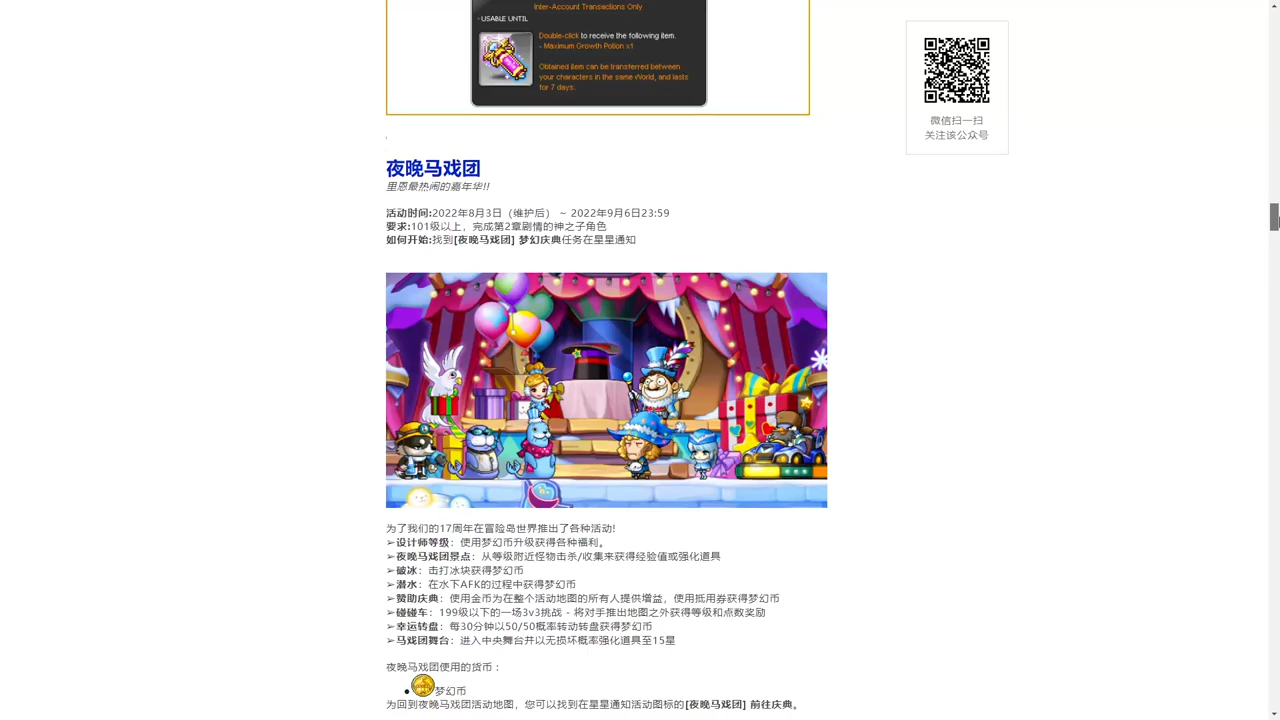 Inter-Account Transactions Only
- USABLE UNTIL
Double-click to receive the following item.
- Maximum Growth Potion x1
Obtained item can be transferred between
your characters in the same World, and lasts
for 7 days.
微信扫一扫
关注该公众号
夜晚马戏团
里恩最热闹的嘉年华!!
活动时间:2022年8月3日（维护后） ~ 2022年9月6日23:59
要求:101级以上，完成第2章剧情的神之子角色
如何开始:找到[夜晚马戏团] 梦幻庆典任务在星星通知
为了我们的17周年在冒险岛世界推出了各种活动!
➢设计师等级：使用梦幻币升级获得各种福利。
➢夜晚马戏团景点：从等级附近怪物击杀/收集来获得经验值或强化道具
➢破冰：击打冰块获得梦幻币
➢潜水：在水下AFK的过程中获得梦幻币
➢赞助庆典：使用金币为在整个活动地图的所有人提供增益，使用抵用券获得梦幻币
➢碰碰车：199级以下的一场3v3挑战 - 将对手推出地图之外获得等级和点数奖励
➢幸运转盘：每30分钟以50/50概率转动转盘获得梦幻币
➢马戏团舞台：进入中央舞台并以无损坏概率强化道具至15星
夜晚马戏团使用的货币：
• 梦幻币
为回到夜晚马戏团活动地图，您可以找到在星星通知活动图标的[夜晚马戏团] 前往庆典。